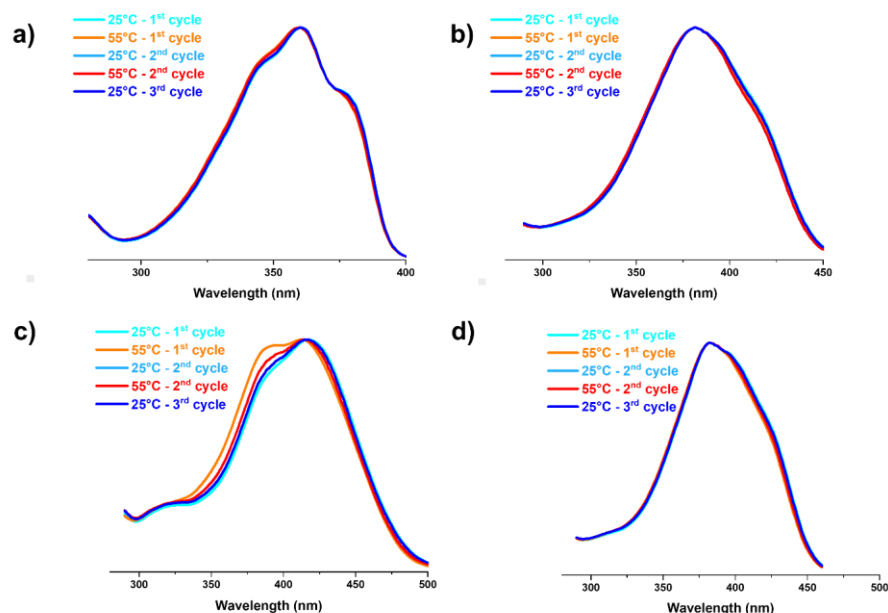 a)
25°C - 1st cycle
55°C - 1st cycle
25°C - 2nd cycle
55°C - 2nd cycle
25°C - 3rd cycle
300 350 400
Wavelength (nm)
b)
25°C - 1st cycle
55°C - 1st cycle
25°C - 2nd cycle
55°C - 2nd cycle
25°C - 3rd cycle
300 350 400 450
Wavelength (nm)
c)
25°C - 1st cycle
55°C - 1st cycle
25°C - 2nd cycle
55°C - 2nd cycle
25°C - 3rd cycle
300 350 400 450 500
Wavelength (nm)
d)
25°C - 1st cycle
55°C - 1st cycle
25°C - 2nd cycle
55°C - 2nd cycle
25°C - 3rd cycle
300 350 400 450 500
Wavelength (nm)